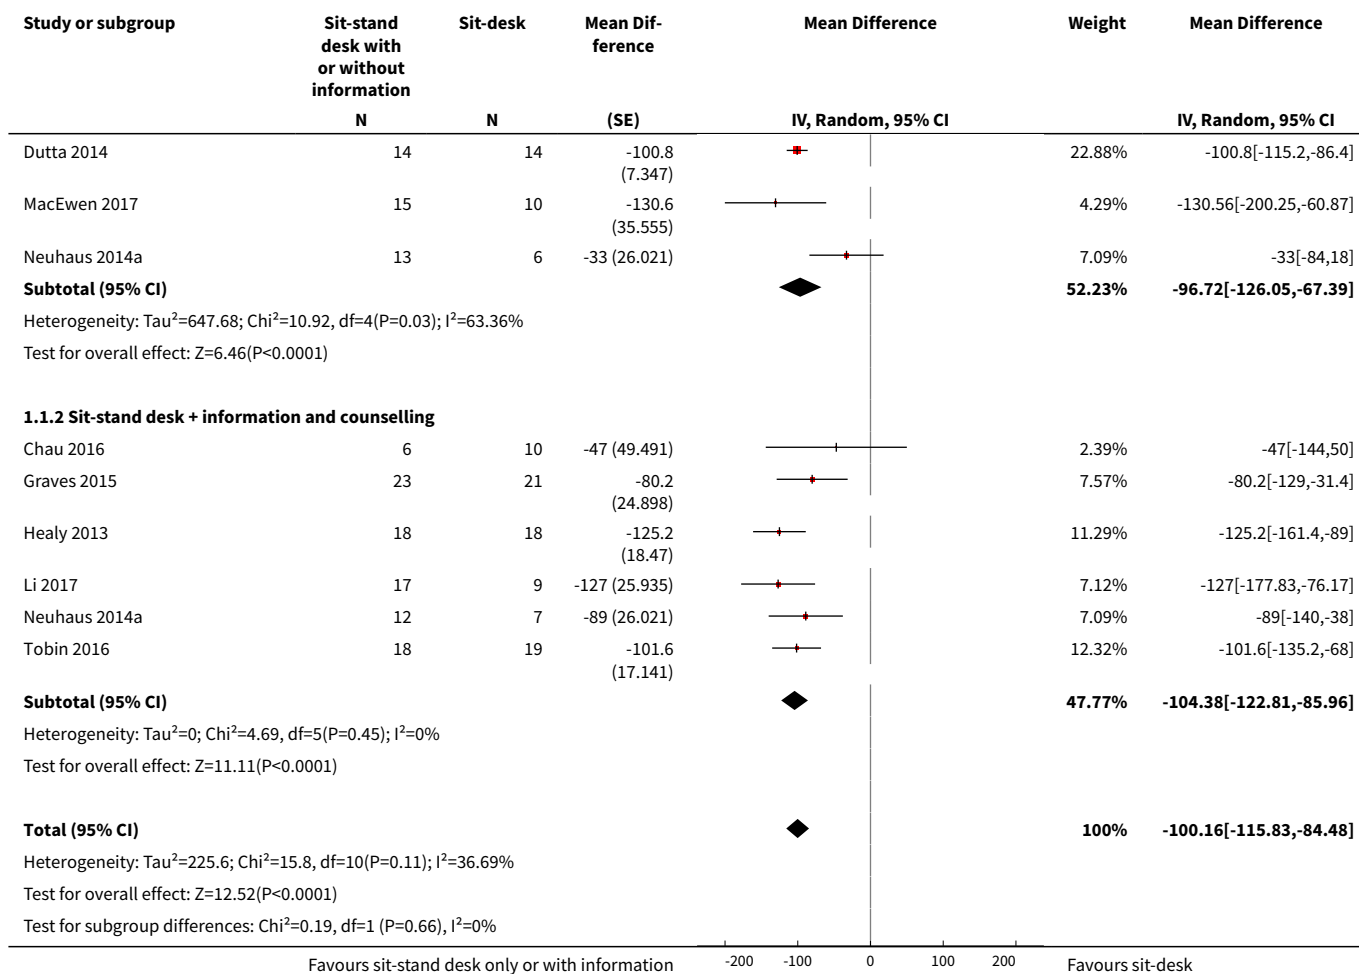 Study or subgroup Sit-stand desk with or without information Sit-desk Mean Dif-ference Mean Difference Weight Mean Difference
N N (SE) IV, Random, 95% CI IV, Random, 95% CI
Dutta 2014 14 14 -100.8 (7.347) 22.88% -100.8[-115.2,-86.4]
MacEwen 2017 15 10 -130.6 (35.555) 4.29% -130.56[-200.25,-60.87]
Neuhaus 2014a 13 6 -33 (26.021) 7.09% -33[-84,18]
Subtotal (95% CI) 52.23% -96.72[-126.05,-67.39]
Heterogeneity: Tau²=647.68; Chi²=10.92, df=4(P=0.03); I²=63.36%
Test for overall effect: Z=6.46(P<0.0001)
1.1.2 Sit-stand desk + information and counselling
Chau 2016 6 10 -47 (49.491) 2.39% -47[-144,50]
Graves 2015 23 21 -80.2 (24.898) 7.57% -80.2[-129,-31.4]
Healy 2013 18 18 -125.2 (18.47) 11.29% -125.2[-161.4,-89]
Li 2017 17 9 -127 (25.935) 7.12% -127[-177.83,-76.17]
Neuhaus 2014a 12 7 -89 (26.021) 7.09% -89[-140,-38]
Tobin 2016 18 19 -101.6 (17.141) 12.32% -101.6[-135.2,-68]
Subtotal (95% CI) 47.77% -104.38[-122.81,-85.96]
Heterogeneity: Tau²=0; Chi²=4.69, df=5(P=0.45); I²=0%
Test for overall effect: Z=11.11(P<0.0001)
Total (95% CI) 100% -100.16[-115.83,-84.48]
Heterogeneity: Tau²=225.6; Chi²=15.8, df=10(P=0.11); I²=36.69%
Test for overall effect: Z=12.52(P<0.0001)
Test for subgroup differences: Chi²=0.19, df=1 (P=0.66), I²=0%
Favours sit-stand desk only or with information -200 -100 0 100 200 Favours sit-desk